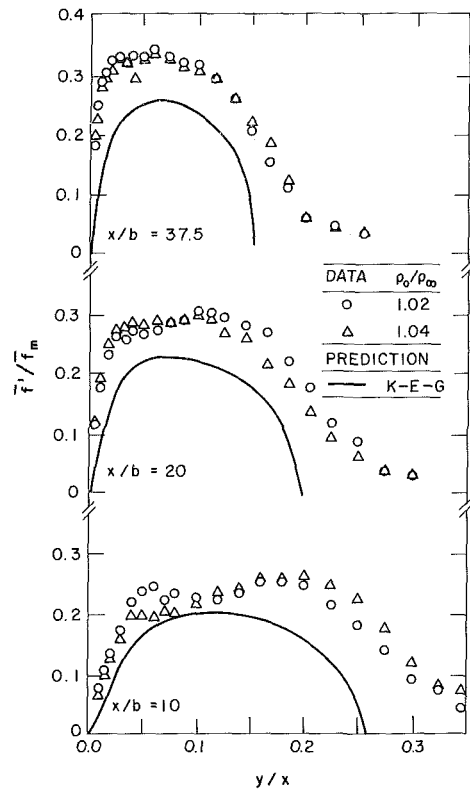 0.4
0.3
0.2
0.1
0
x/b = 37.5
DATA ρ₀/ρ∞
○ 1.02
△ 1.04
PREDICTION
— K-E-G
f̄'/f̄m
0.3
0.2
0.1
0
x/b = 20
0.3
0.2
0.1
0
x/b = 10
0.0 0.1 0.2 0.3
y/x